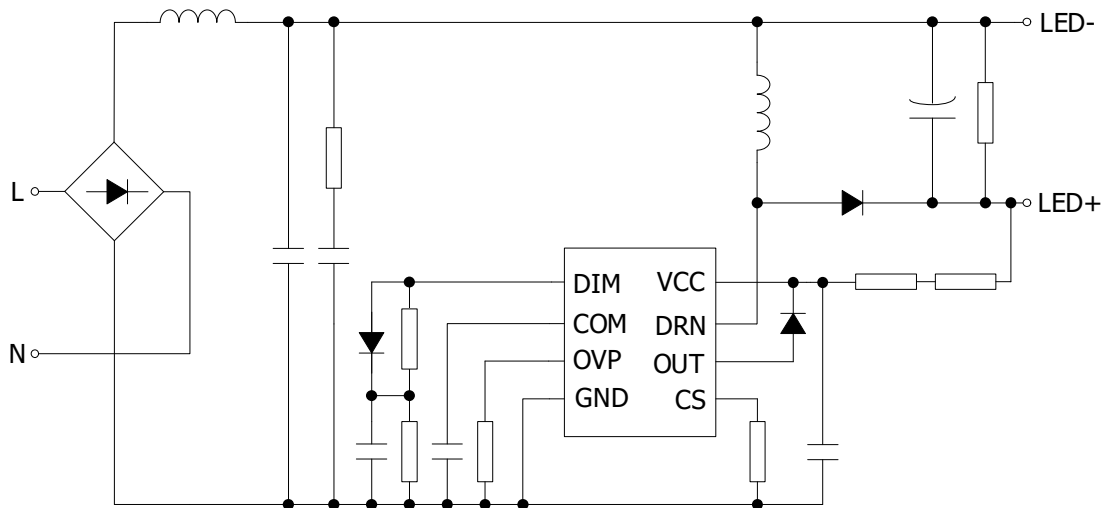 LED-
L
LED+
DIM VCC
COM DRN
N
OVP OUT
GND CS